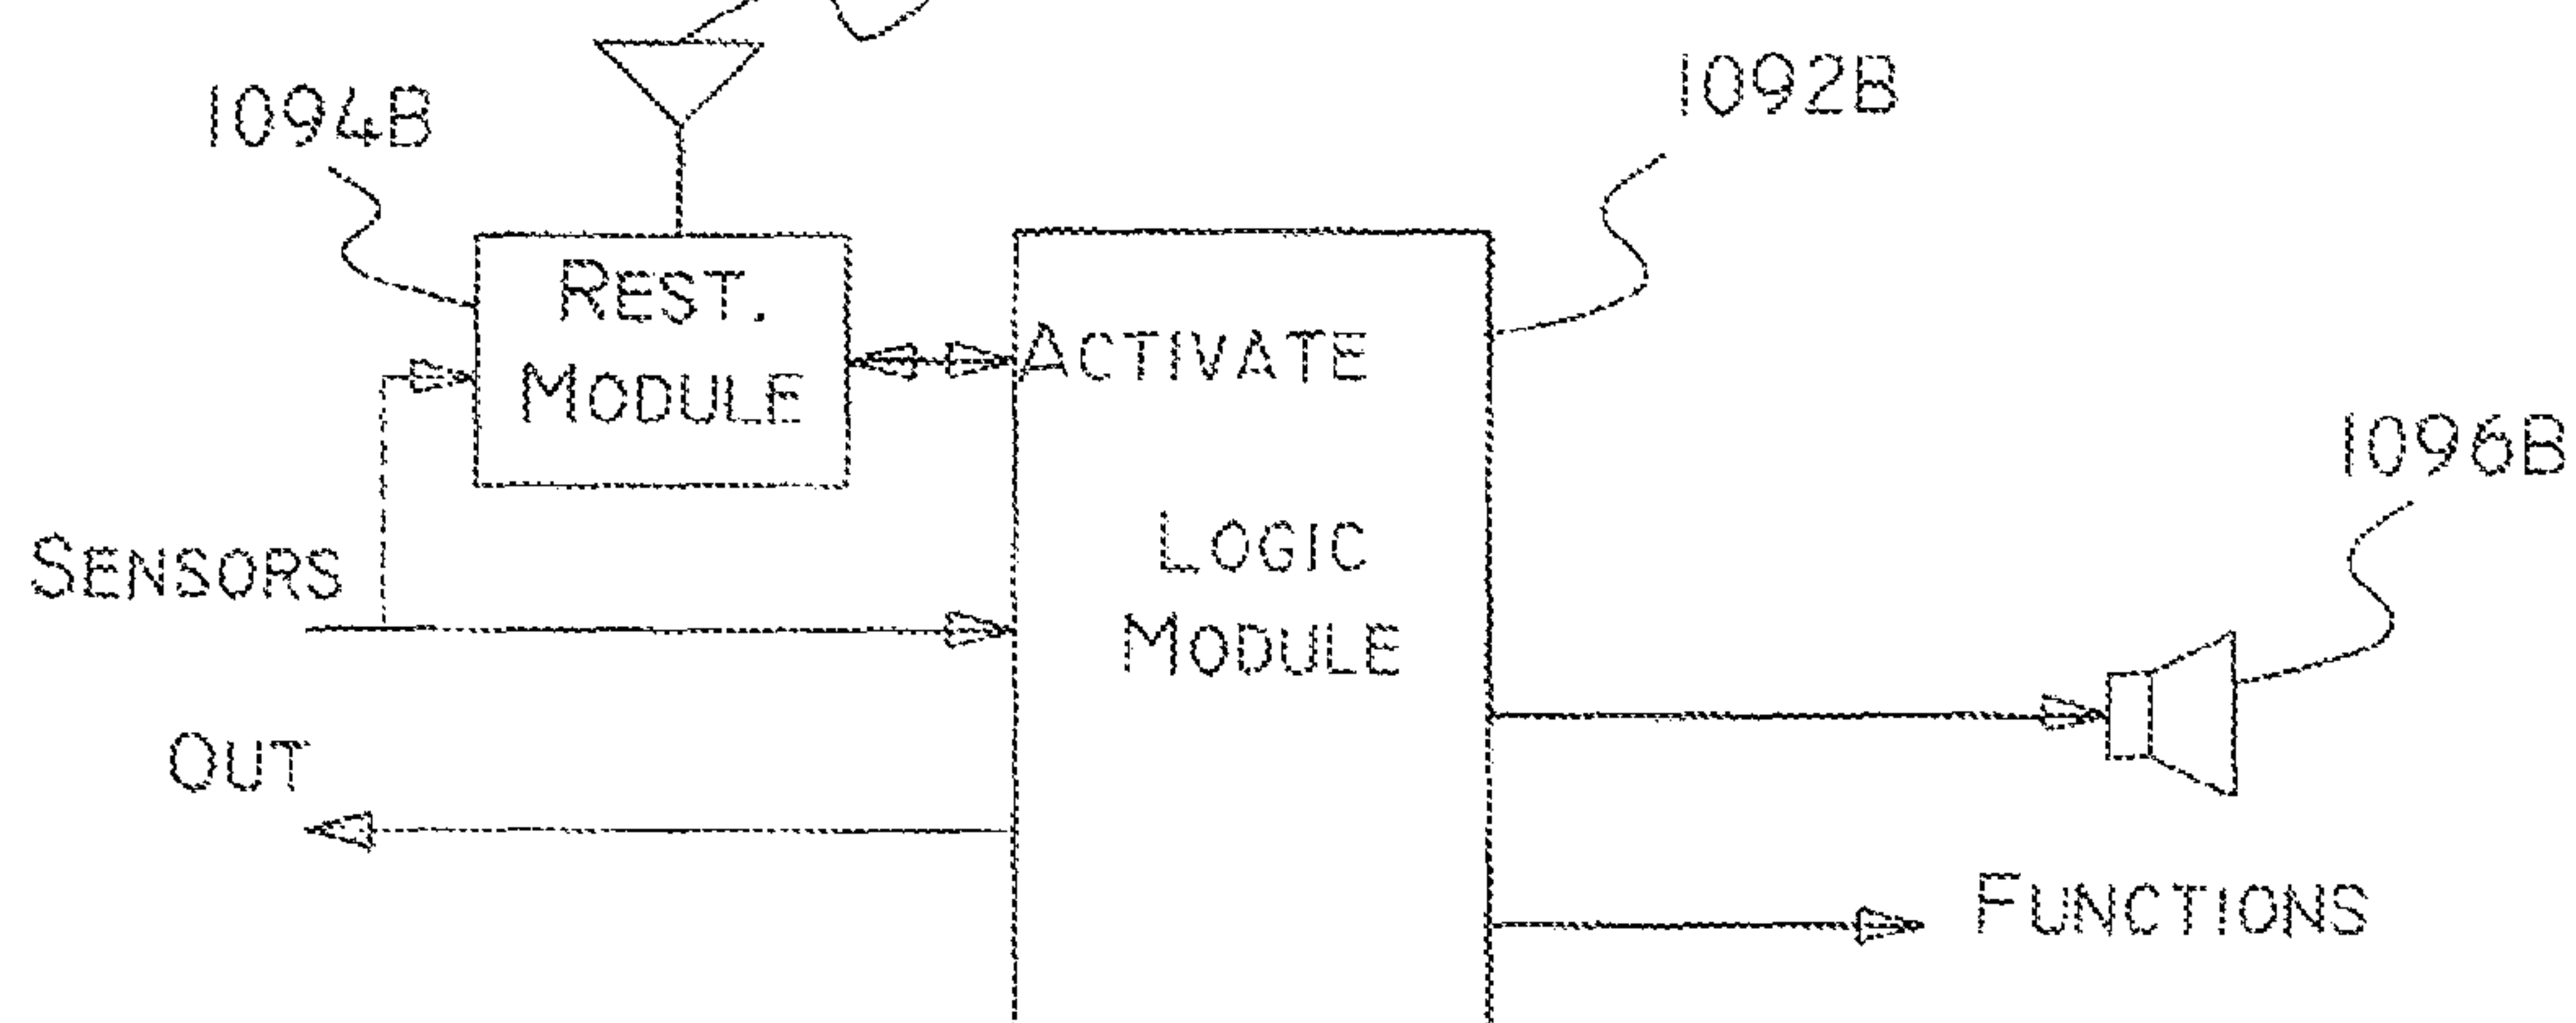 1094B
1092B
REST.
MODULE
ACTIVATE
1096B
LOGIC
MODULE
SENSORS
OUT
FUNCTIONS